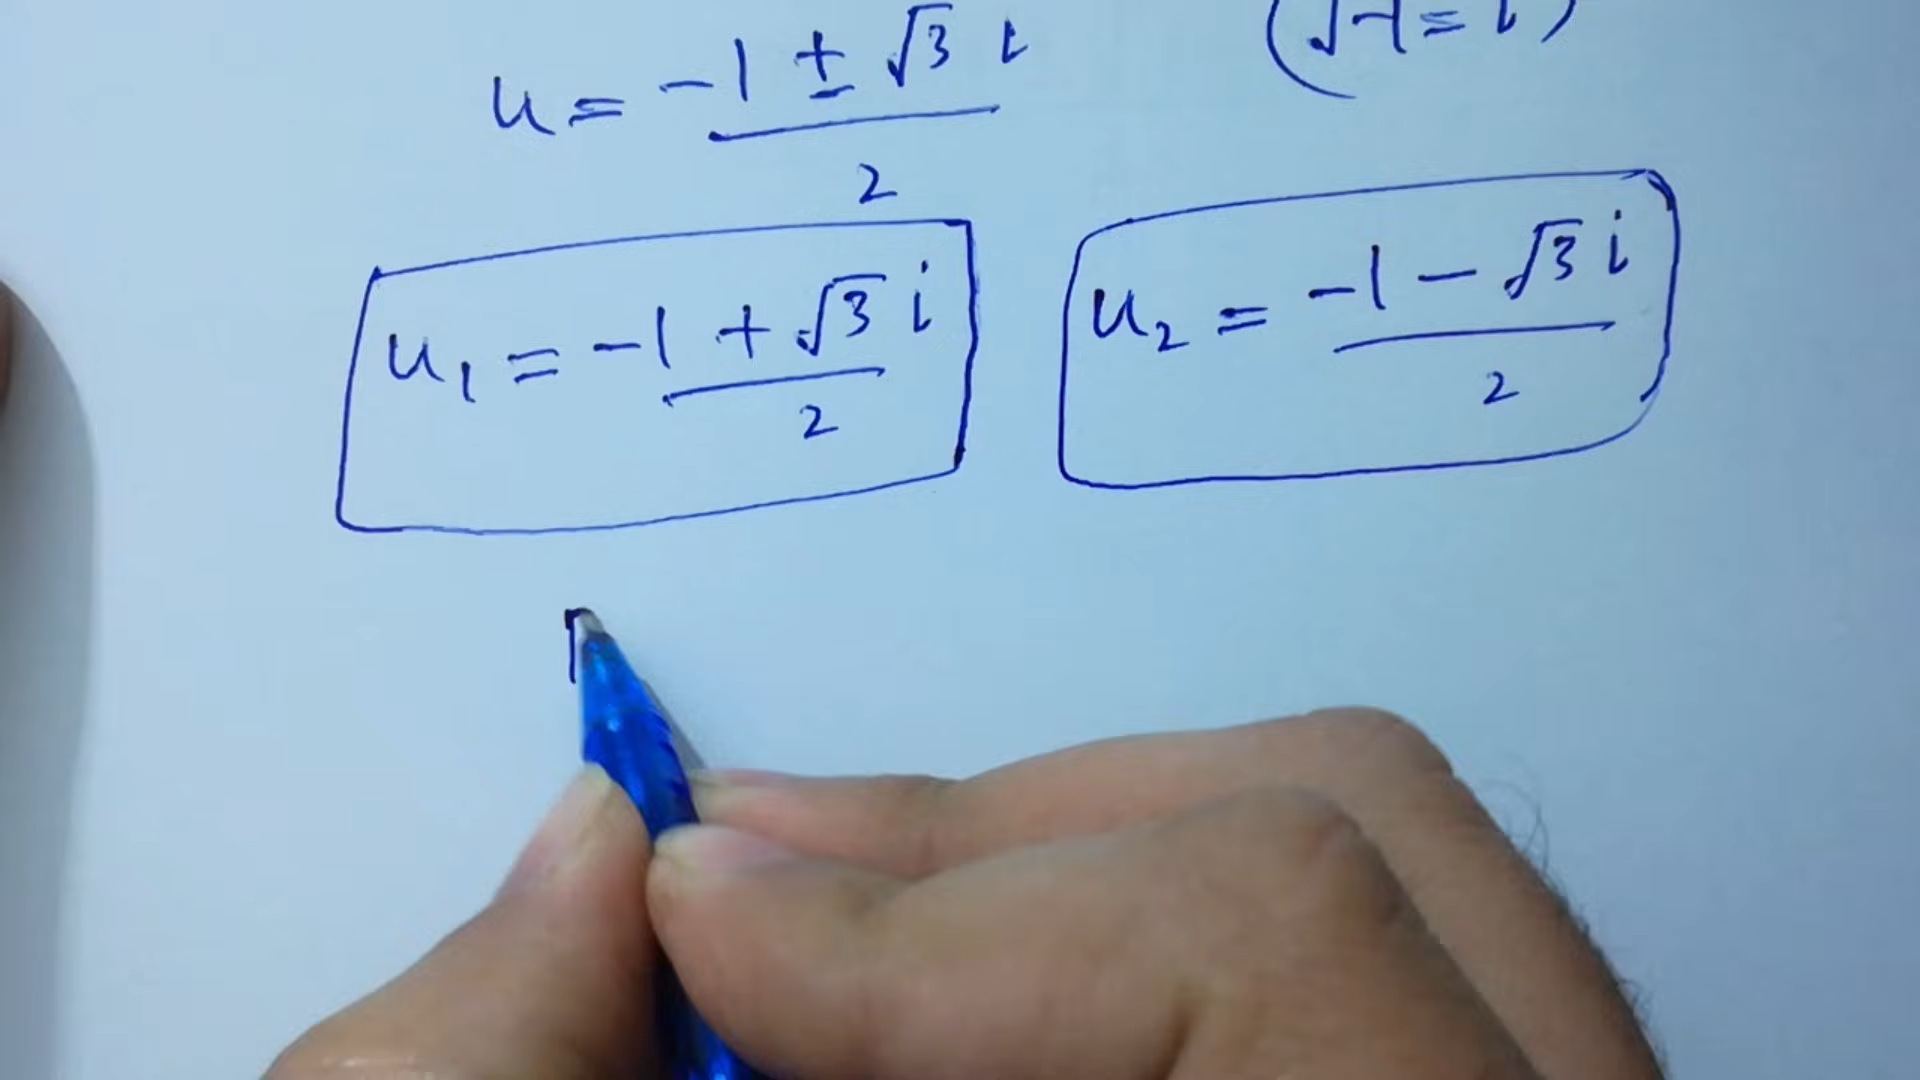 u = -1 ± √3 i / 2 (√-1 = i)
u₁ = -1 + √3 i / 2
u₂ = -1 - √3 i / 2